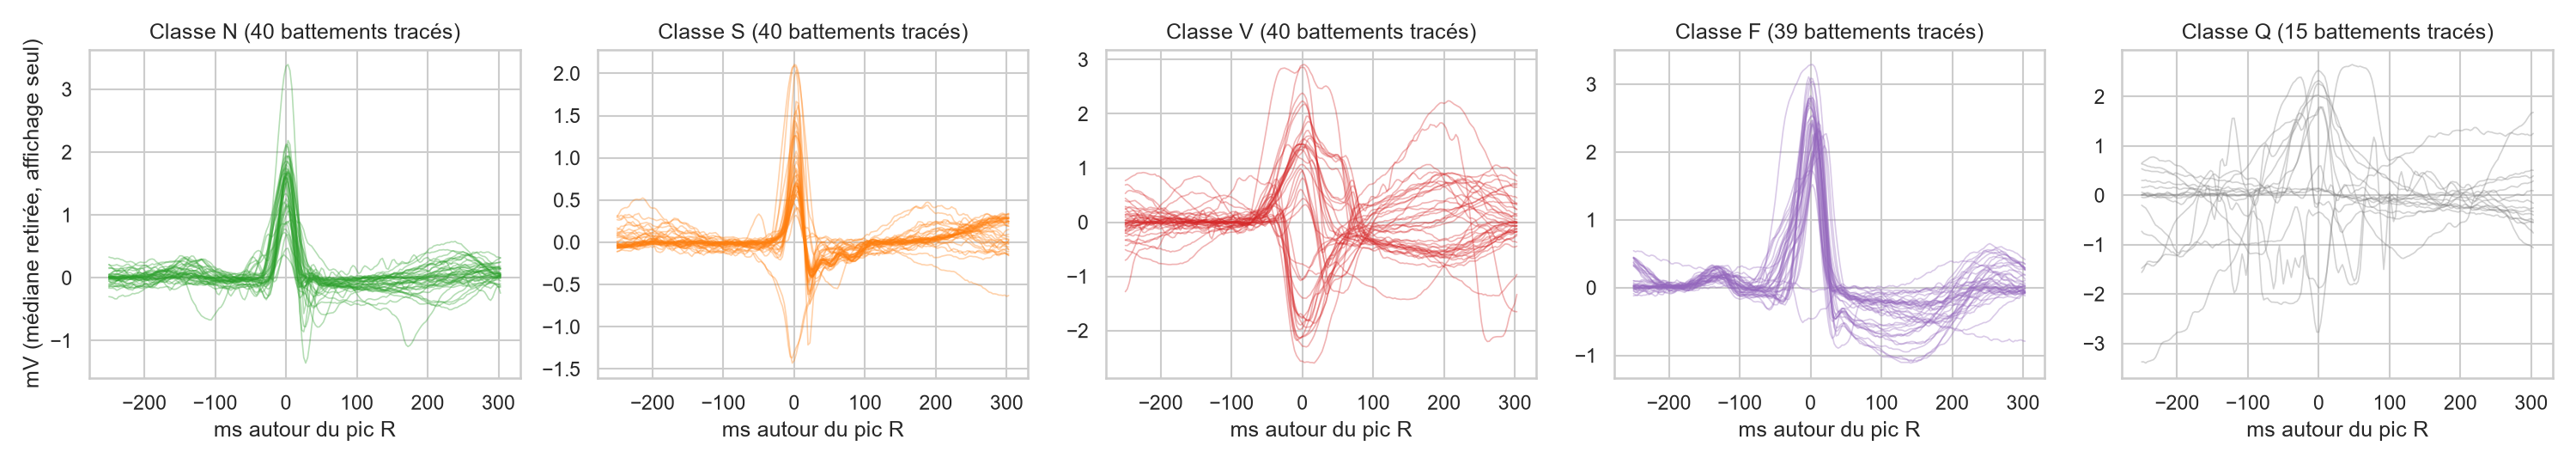 Classe N (40 battements tracés)
mV (médiane retirée, affichage seul)
3
2
1
0
−1
−200 −100 0 100 200 300
ms autour du pic R
Classe S (40 battements tracés)
2.0
1.5
1.0
0.5
0.0
−0.5
−1.0
−1.5
−200 −100 0 100 200 300
ms autour du pic R
Classe V (40 battements tracés)
3
2
1
0
−1
−2
−200 −100 0 100 200 300
ms autour du pic R
Classe F (39 battements tracés)
3
2
1
0
−1
−200 −100 0 100 200 300
ms autour du pic R
Classe Q (15 battements tracés)
2
1
0
−1
−2
−3
−200 −100 0 100 200 300
ms autour du pic R